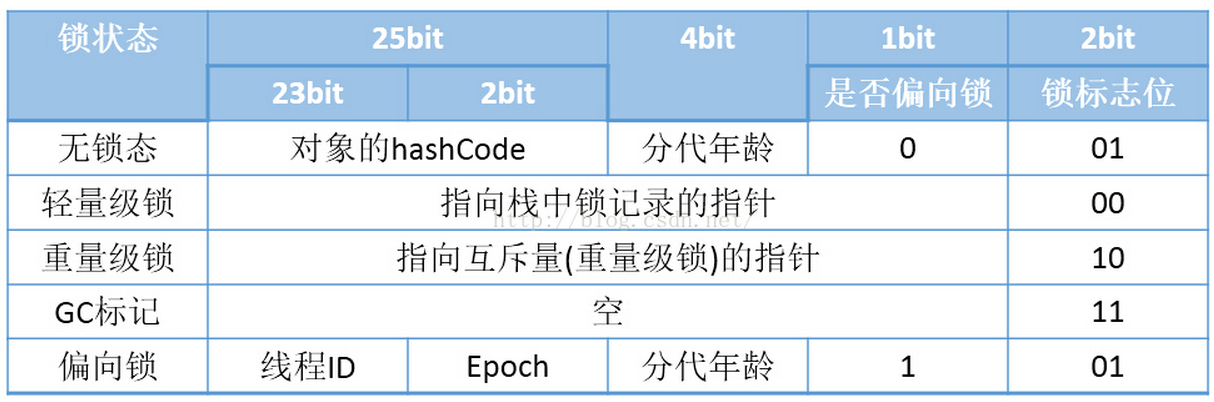 锁状态 25bit 4bit 1bit 2bit
23bit 2bit 是否偏向锁 锁标志位
无锁态 对象的hashCode 分代年龄 0 01
轻量级锁 指向栈中锁记录的指针 00
http://blog.csdn.net/
重量级锁 指向互斥量(重量级锁)的指针 10
GC标记 空 11
偏向锁 线程ID Epoch 分代年龄 1 01